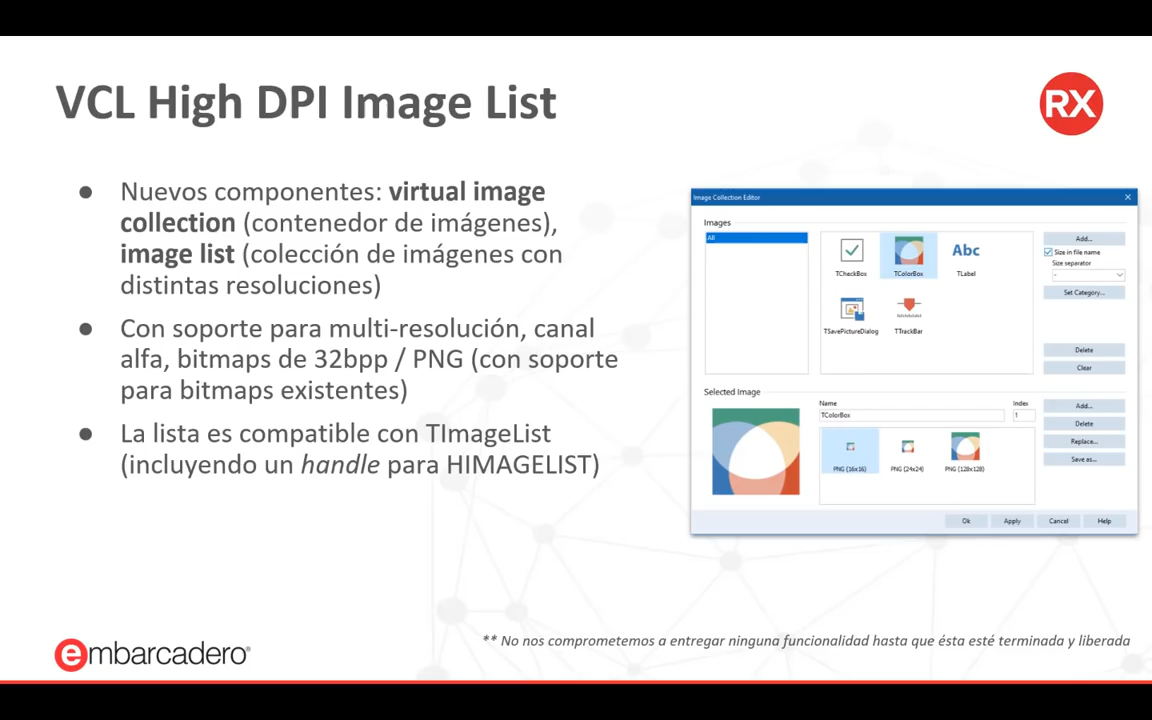 VCL High DPI Image List
RX
● Nuevos componentes: virtual image
collection (contenedor de imágenes),
image list (colección de imágenes con
distintas resoluciones)
● Con soporte para multi-resolución, canal
alfa, bitmaps de 32bpp / PNG (con soporte
para bitmaps existentes)
● La lista es compatible con TImageList
(incluyendo un handle para HIMAGELIST)
Image Collection Editor
Images
All
Abc
TCheckBox TColorBox TLabel
TSavePictureDialog TTrackBar
Add...
Size in file name
Size separator
-
Set Category...
Delete
Clear
Selected Image
Name Index
TColorBox 1
PNG (16x16) PNG (24x24) PNG (128x128)
Add...
Delete
Replace...
Save as...
Ok Apply Cancel Help
** No nos comprometemos a entregar ninguna funcionalidad hasta que ésta esté terminada y liberada
embarcadero®